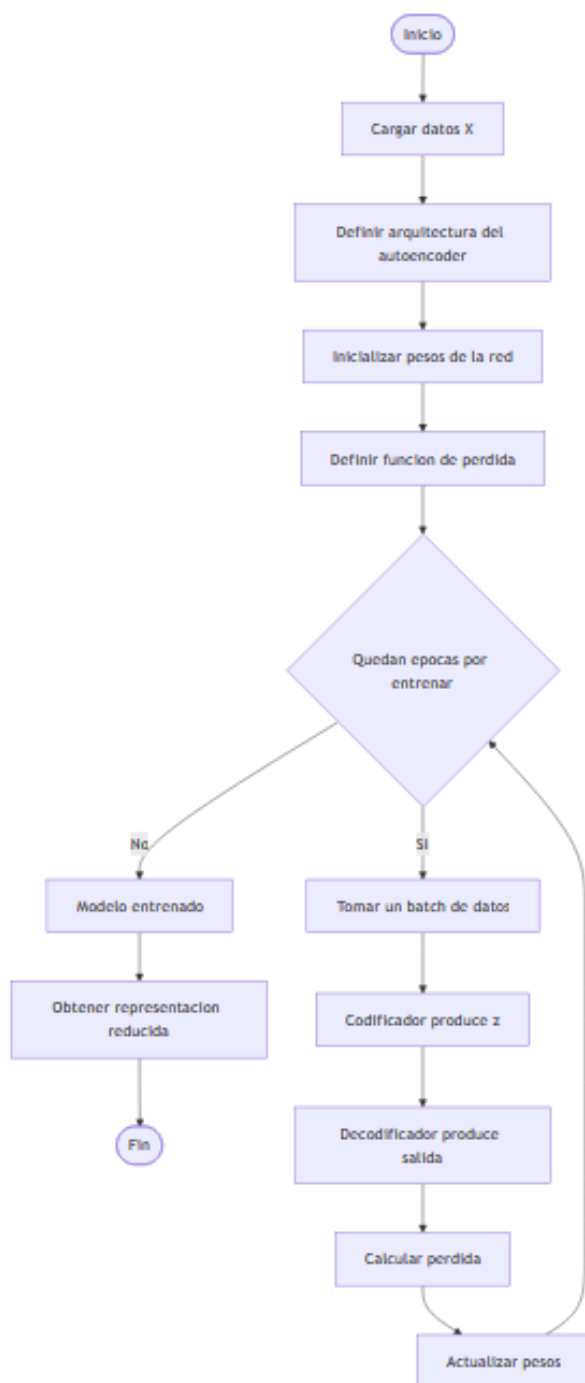 Inicio
Cargar datos X
Definir arquitectura del
autoencoder
Inicializar pesos de la red
Definir funcion de perdida
Quedan epocas por
entrenar
No
Si
Modelo entrenado
Obtener representacion
reducida
Fin
Tomar un batch de datos
Codificador produce z
Decodificador produce
salida
Calcular perdida
Actualizar pesos